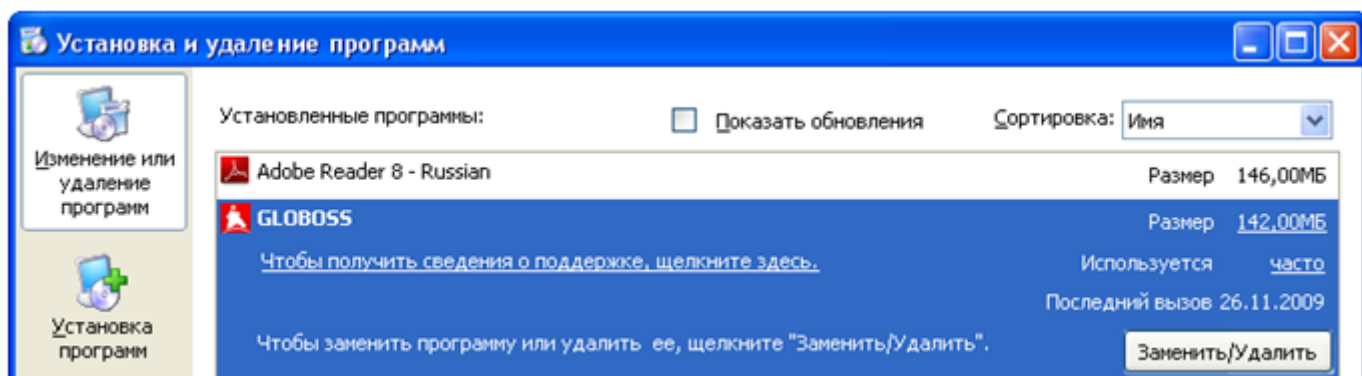 Установка и удаление программ
Изменение или
удаление
программ
Установка
программ
Установленные программы:
Показать обновления
Сортировка: Имя
Adobe Reader 8 - Russian
Размер 146,00МБ
GLOBOSS
Размер 142,00МБ
Чтобы получить сведения о поддержке, щелкните здесь.
Используется часто
Последний вызов 26.11.2009
Чтобы заменить программу или удалить ее, щелкните "Заменить/Удалить".
Заменить/Удалить